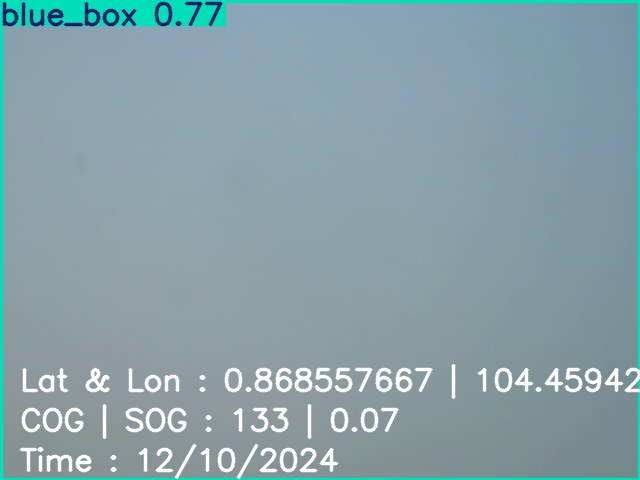 blue_box 0.77
Lat & Lon : 0.868557667 | 104.45942
COG | SOG : 133 | 0.07
Time : 12/10/2024